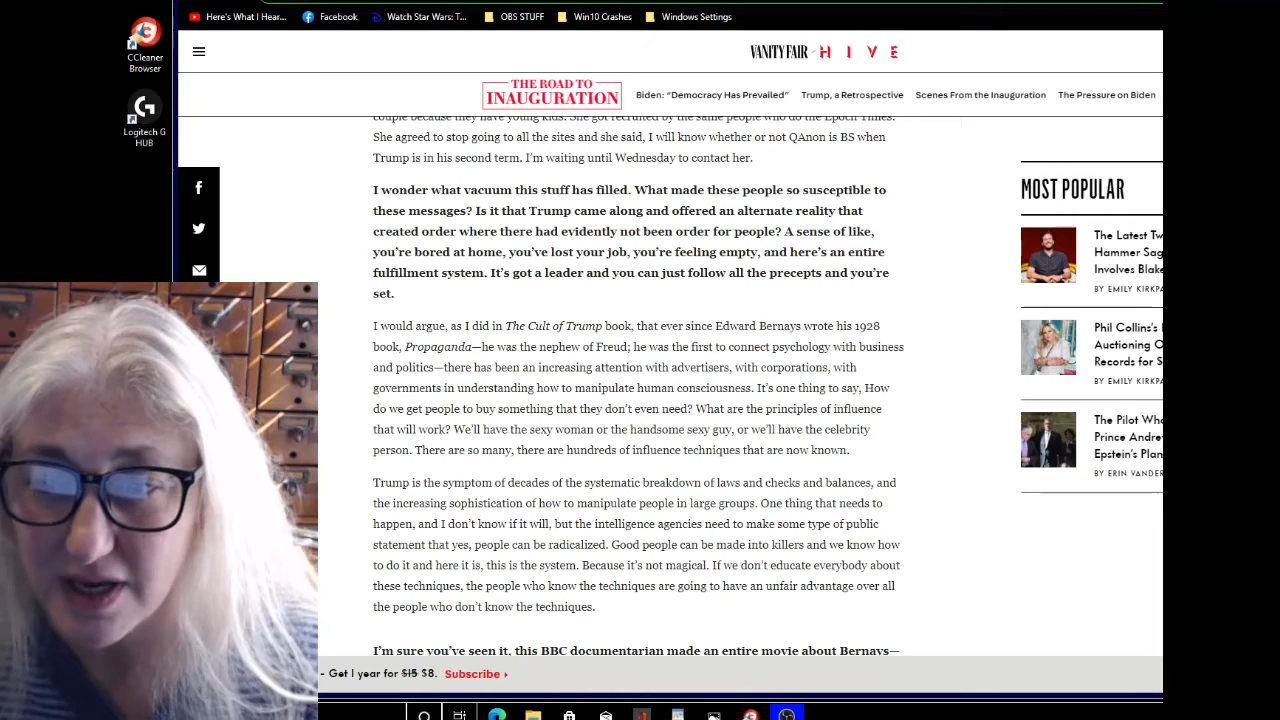 Here's What I Hear...
Facebook
Watch Star Wars: T...
OBS STUFF
Win10 Crashes
Windows Settings
CCleaner
Browser
Logitech G
HUB
VANITY FAIR
HIVE
THE ROAD TO
INAUGURATION
Biden: “Democracy Has Prevailed”
Trump, a Retrospective
Scenes From the Inauguration
The Pressure on Biden
couple because they have young kids. She got recruited by the same people who do the Epoch Times.
She agreed to stop going to all the sites and she said, I will know whether or not QAnon is BS when
Trump is in his second term. I’m waiting until Wednesday to contact her.
I wonder what vacuum this stuff has filled. What made these people so susceptible to
these messages? Is it that Trump came along and offered an alternate reality that
created order where there had evidently not been order for people? A sense of like,
you’re bored at home, you’ve lost your job, you’re feeling empty, and here’s an entire
fulfillment system. It’s got a leader and you can just follow all the precepts and you’re
set.
I would argue, as I did in The Cult of Trump book, that ever since Edward Bernays wrote his 1928
book, Propaganda—he was the nephew of Freud; he was the first to connect psychology with business
and politics—there has been an increasing attention with advertisers, with corporations, with
governments in understanding how to manipulate human consciousness. It’s one thing to say, How
do we get people to buy something that they don’t even need? What are the principles of influence
that will work? We’ll have the sexy woman or the handsome sexy guy, or we’ll have the celebrity
person. There are so many, there are hundreds of influence techniques that are now known.
Trump is the symptom of decades of the systematic breakdown of laws and checks and balances, and
the increasing sophistication of how to manipulate people in large groups. One thing that needs to
happen, and I don’t know if it will, but the intelligence agencies need to make some type of public
statement that yes, people can be radicalized. Good people can be made into killers and we know how
to do it and here it is, this is the system. Because it’s not magical. If we don’t educate everybody about
these techniques, the people who know the techniques are going to have an unfair advantage over all
the people who don’t know the techniques.
I’m sure you’ve seen it, this BBC documentarian made an entire movie about Bernays—
MOST POPULAR
The Latest Tw
Hammer Sag
Involves Blake
BY EMILY KIRKP
Phil Collins’s
Auctioning O
Records for $
BY EMILY KIRKPA
The Pilot Who
Prince Andre
Epstein’s Plan
BY ERIN VANDER
- Get 1 year for $15 $8. Subscribe